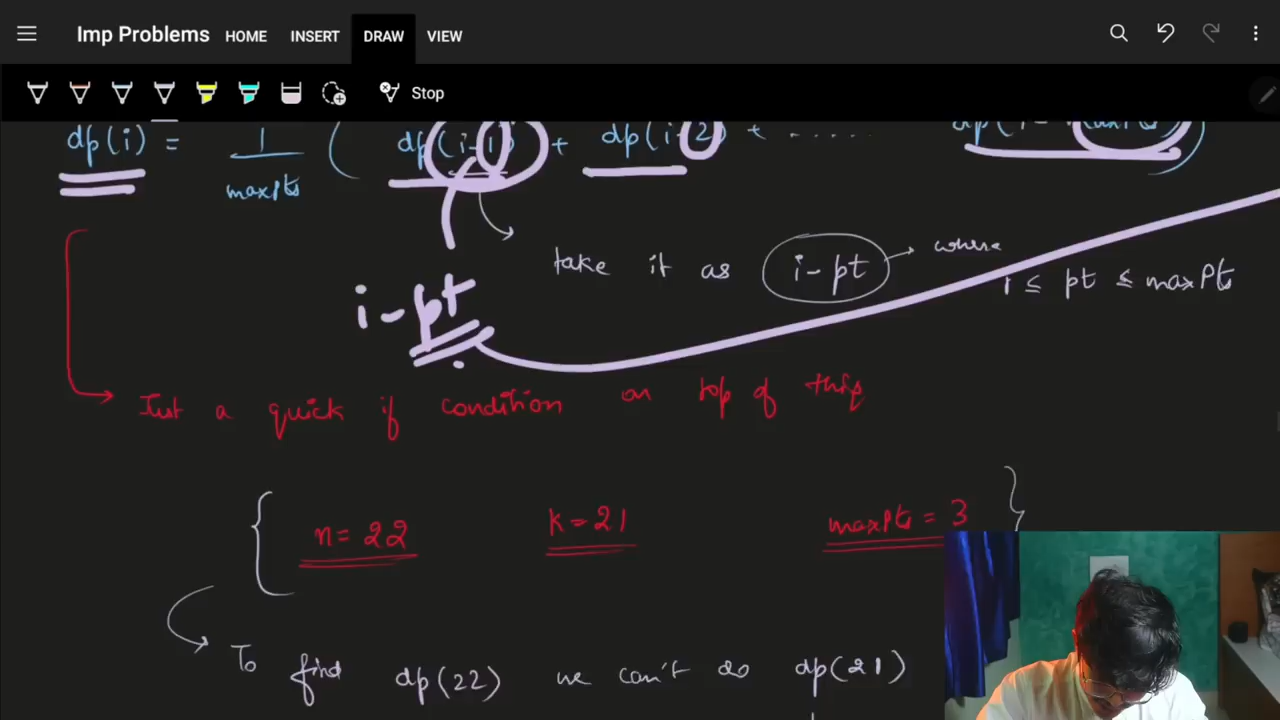 Imp Problems HOME INSERT DRAW VIEW
Stop
dp(i) = 1 / maxPts ( dp(i-1) + dp(i-2) + ......
take it as i-pt where
i-pt
1 ≤ pt ≤ maxPts
Just a quick if condition on top of this
{ n = 22 k = 21 maxPts = 3 }
To find dp(22) we can't do dp(21)